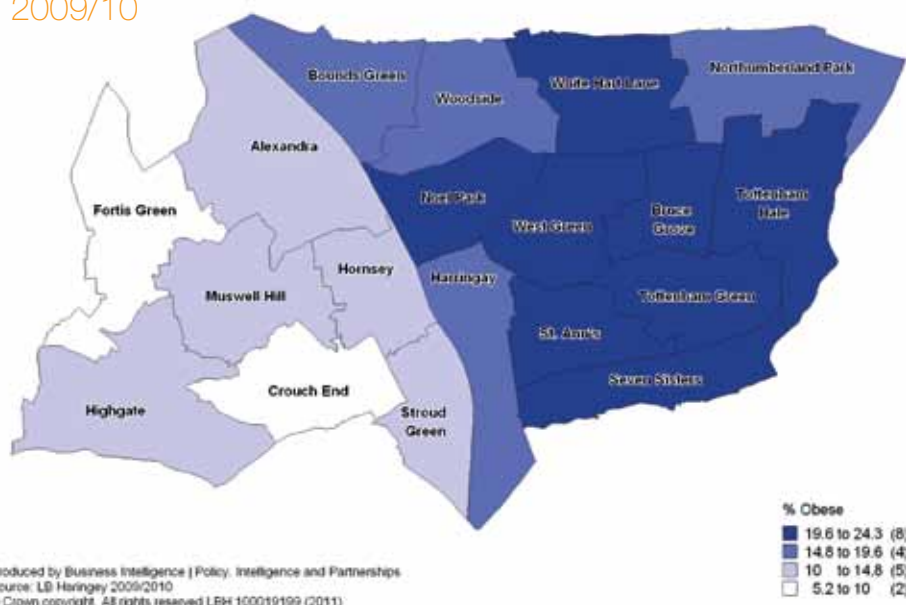 2009/10
Bounds Green
Woodside
White Hart Lane
Northumberland Park
Alexandra
Fortis Green
Noel Park
West Green
Bruce
Grove
Tottenham
Hale
Hornsey
Harringay
Muswell Hill
Tottenham Green
St. Ann's
Seven Sisters
Crouch End
Highgate
Stroud
Green
% Obese
19.6 to 24.3 (8)
14.8 to 19.6 (4)
10 to 14.8 (5)
5.2 to 10 (2)
roduced by Business Intelligence | Policy, Intelligence and Partnerships
ource: LB Haringey 2009/2010
Crown copyright. All rights reserved LBH 100019199 (2011)